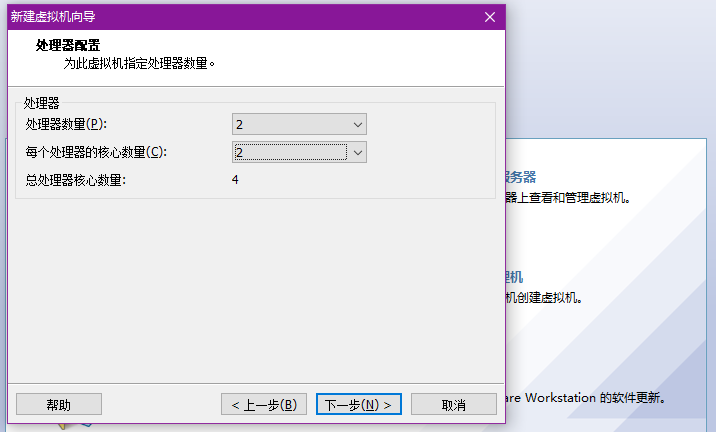 新建虚拟机向导
处理器配置
为此虚拟机指定处理器数量。
处理器
处理器数量(P):
2
每个处理器的核心数量(C):
2
总处理器核心数量:
4
服务器
器上查看和管理虚拟机。
机
机创建虚拟机。
are Workstation 的软件更新。
帮助
< 上一步(B)
下一步(N) >
取消